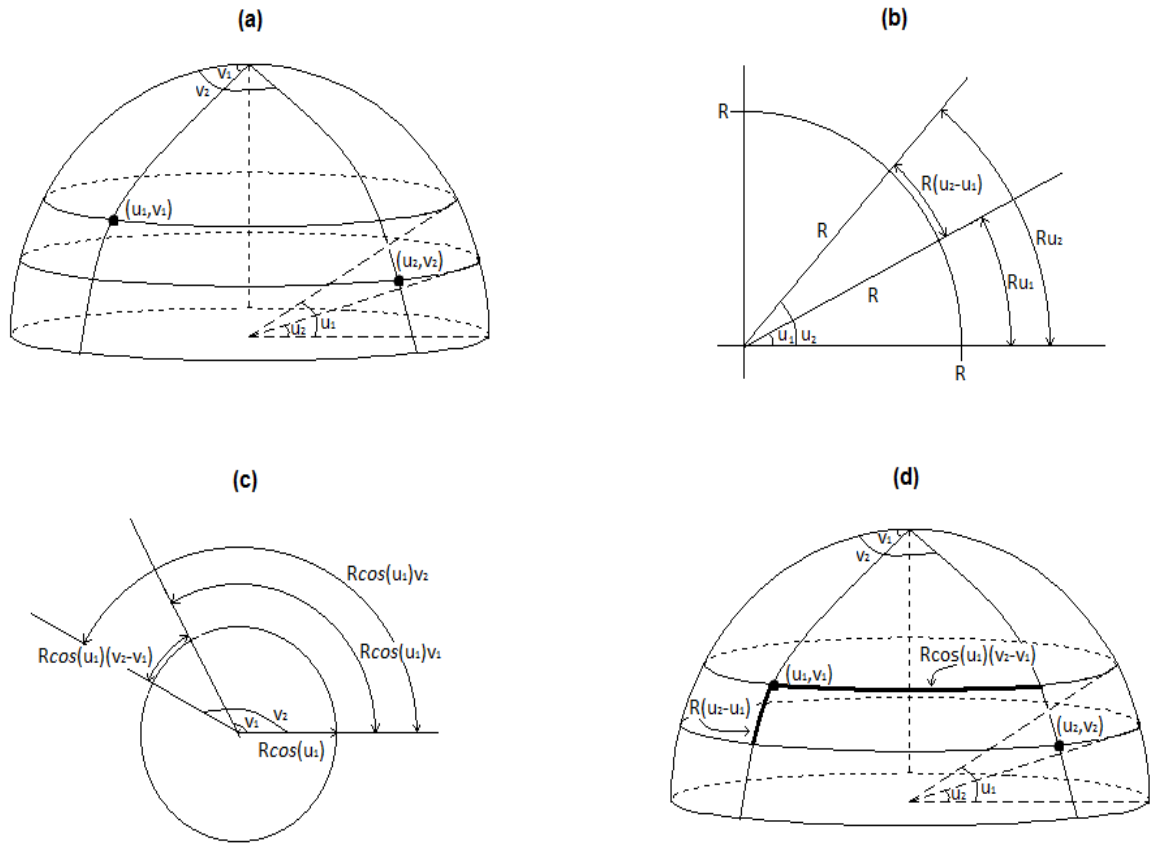 (a)
v₁
v₂
(u₁,v₁)
(u₂,v₂)
u₂
u₁
(b)
R
R(u₂-u₁)
R
Ru₂
R
Ru₁
u₁ u₂
R
(c)
Rcos(u₁)v₂
Rcos(u₁)(v₂-v₁)
Rcos(u₁)v₁
v₁
v₂
Rcos(u₁)
(d)
v₁
v₂
Rcos(u₁)(v₂-v₁)
(u₁,v₁)
R(u₂-u₁)
(u₂,v₂)
u₂
u₁